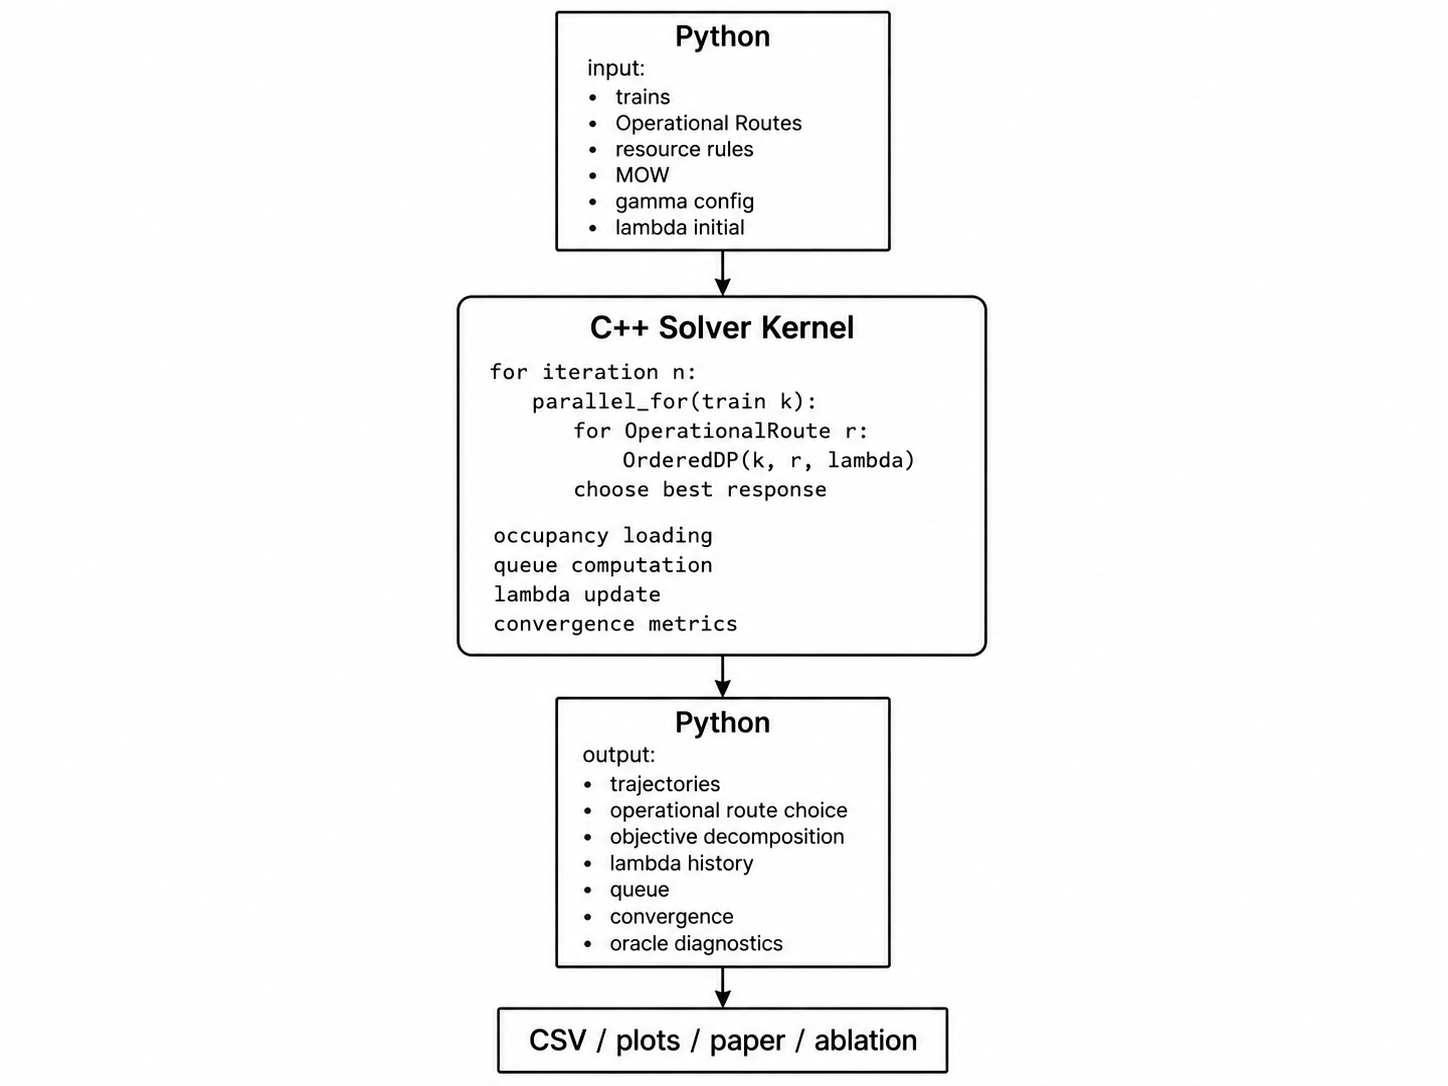 Python
input:
• trains
• Operational Routes
• resource rules
• MOW
• gamma config
• lambda initial
C++ Solver Kernel
for iteration n:
parallel_for(train k):
for OperationalRoute r:
OrderedDP(k, r, lambda)
choose best response
occupancy loading
queue computation
lambda update
convergence metrics
Python
output:
• trajectories
• operational route choice
• objective decomposition
• lambda history
• queue
• convergence
• oracle diagnostics
CSV / plots / paper / ablation